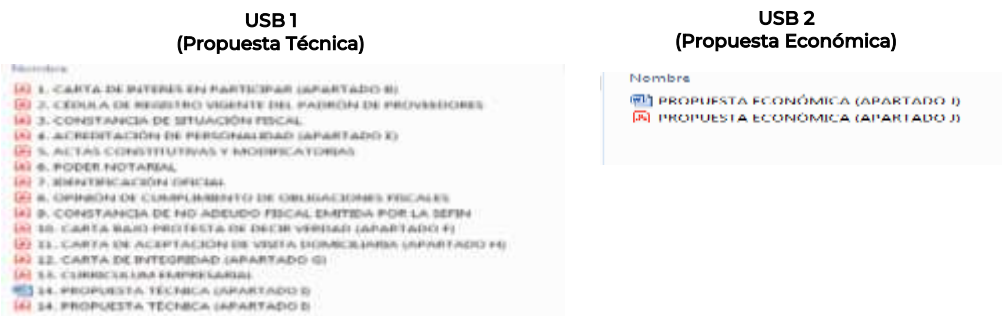 USB 1
(Propuesta Técnica)
Nombre
1. CARTA DE INTERES EN PARTICIPAR (APARTADO B)
2. CÉDULA DE REGISTRO VIGENTE DEL PADRÓN DE PROVEEDORES
3. CONSTANCIA DE SITUACIÓN FISCAL
4. ACREDITACIÓN DE PERSONALIDAD (APARTADO E)
5. ACTAS CONSTITUTIVAS Y MODIFICATORIAS
6. PODER NOTARIAL
7. IDENTIFICACIÓN OFICIAL
8. OPINIÓN DE CUMPLIMIENTO DE OBLIGACIONES FISCALES
9. CONSTANCIA DE NO ADEUDO FISCAL EMITIDA POR LA SEFIN
10. CARTA BAJO PROTESTA DE DECIR VERDAD (APARTADO F)
11. CARTA DE ACEPTACIÓN DE VISITA DOMICILIARIA (APARTADO H)
12. CARTA DE INTEGRIDAD (APARTADO G)
13. CURRICULUM EMPRESARIAL
14. PROPUESTA TÉCNICA (APARTADO I)
14. PROPUESTA TÉCNICA (APARTADO I)
USB 2
(Propuesta Económica)
Nombre
PROPUESTA ECONÓMICA (APARTADO J)
PROPUESTA ECONÓMICA (APARTADO J)